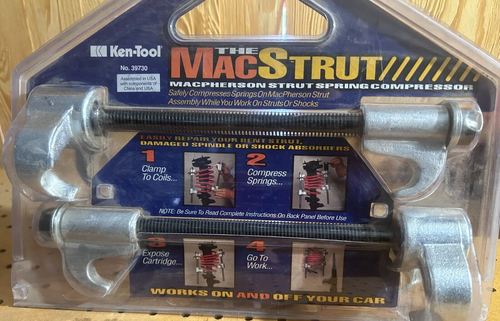 Ken-Tool
No. 39730
Assembled in USA
with components of
China and USA.
THE
MACSTRUT
MACPHERSON STRUT SPRING COMPRESSOR
Safely Compresses Springs On MacPherson Strut
Assembly While You Work On Struts Or Shocks
EASILY REPAIR YOUR BENT STRUT,
DAMAGED SPINDLE OR SHOCK ABSORBERS
1
Clamp
To Coils...
2
Compress
Springs...
NOTE: Be Sure To Read Complete Instructions On Back Panel Before Use
3
Expose
Cartridge...
4
Go To
Work...
WORKS ON AND OFF YOUR CAR